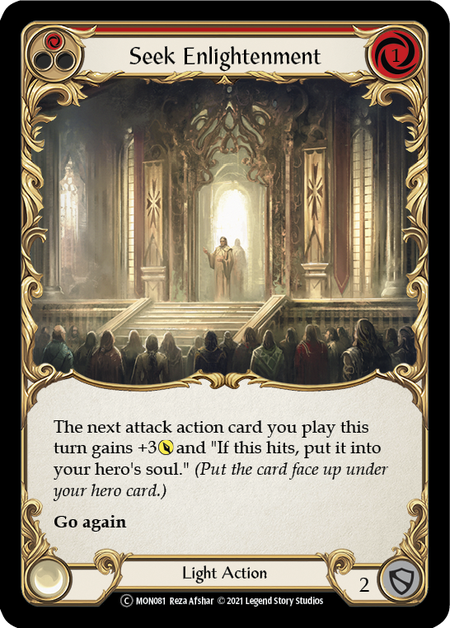 Seek Enlightenment
1
The next attack action card you play this
turn gains +3 and "If this hits, put it into
your hero's soul." (Put the card face up under
your hero card.)
Go again
Light Action
2
C MON081 Reza Afshar © 2021 Legend Story Studios